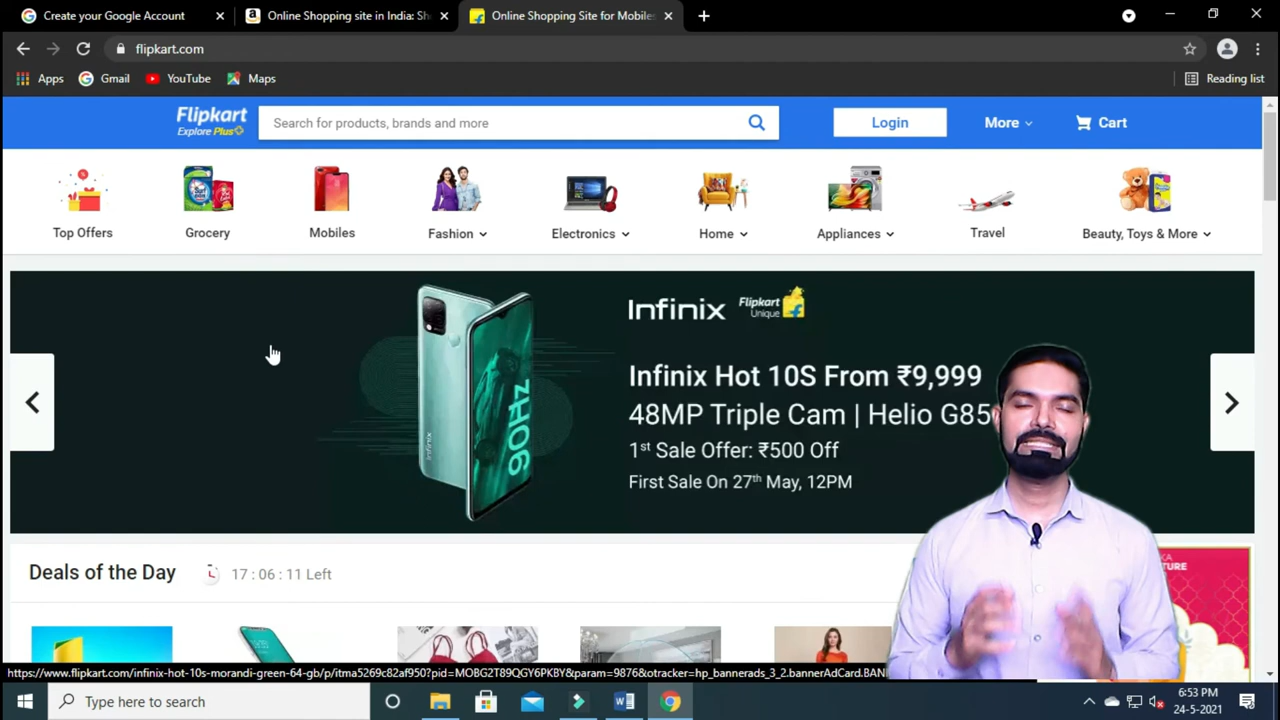 Create your Google Account
Online Shopping site in India: Sh
Online Shopping Site for Mobiles
flipkart.com
Apps
Gmail
YouTube
Maps
Reading list
Flipkart
Explore Plus
Search for products, brands and more
Login
More
Cart
Top Offers
Grocery
Mobiles
Fashion
Electronics
Home
Appliances
Travel
Beauty, Toys & More
Infinix
Flipkart
Unique
Infinix Hot 10S From ₹9,999
48MP Triple Cam | Helio G85
1st Sale Offer: ₹500 Off
First Sale On 27th May, 12PM
90Hz
Infinix
Deals of the Day
17 : 06 : 11 Left
https://www.flipkart.com/infinix-hot-10s-morandi-green-64-gb/p/itma5269c82af950?pid=MOBG2T89QGY6PKBY&param=9876&otracker=hp_bannerads_3_2.bannerAdCard.BAN
Type here to search
6:53 PM
24-5-2021